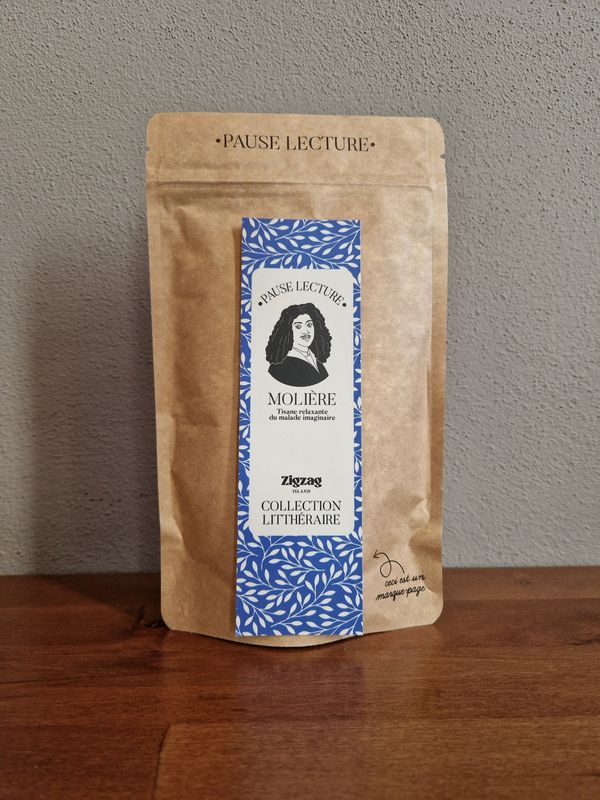 •PAUSE LECTURE•
•PAUSE LECTURE•
MOLIÈRE
Tisane relaxante
du malade imaginaire
Zigzag
ISLAND
COLLECTION
LITTHÉRAIRE
ceci est un
marque-page